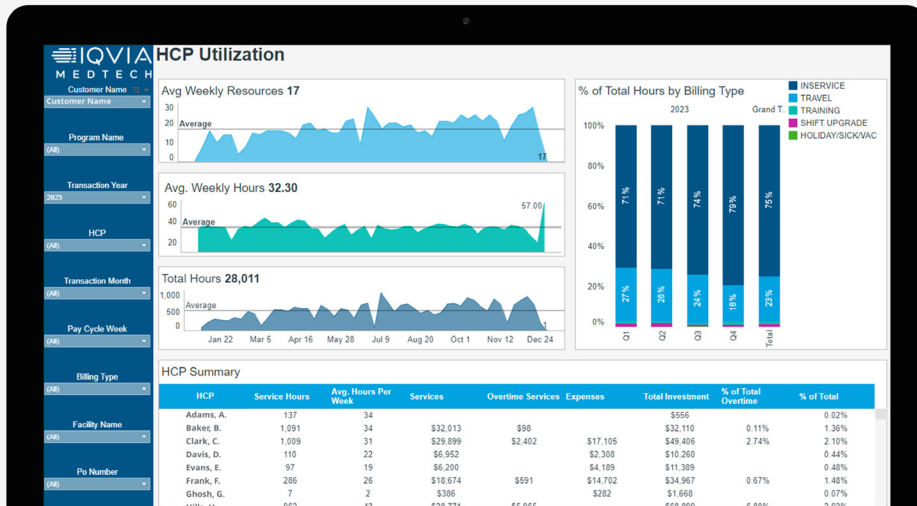 IQVIA
MEDTECH
HCP Utilization
Customer Name
Customer Name
Program Name
(All)
Transaction Year
2023
HCP
(All)
Transaction Month
(All)
Pay Cycle Week
(All)
Billing Type
(All)
Facility Name
(All)
Po Number
(All)
Avg Weekly Resources 17
30
20
Average
10
0
17
Avg. Weekly Hours 32.30
60
57.00
40
Average
20
Total Hours 28,011
1,000
Average
500
0
Jan 22 Mar 5 Apr 16 May 28 Jul 9 Aug 20 Oct 1 Nov 12 Dec 24
% of Total Hours by Billing Type
2023 Grand T..
INSERVICE
TRAVEL
TRAINING
SHIFT UPGRADE
HOLIDAY/SICK/VAC
100%
80%
60%
40%
20%
0%
71% 71% 74% 79% 75%
27% 26% 24% 18% 23%
Q1 Q2 Q3 Q4 Total
HCP Summary
HCP Service Hours Avg. Hours Per Week Services Overtime Services Expenses Total Investment % of Total Overtime % of Total
Adams, A. 137 34 $556 0.02%
Baker, B. 1,091 34 $32,013 $98 $32,110 0.11% 1.36%
Clark, C. 1,009 31 $29,899 $2,402 $17,105 $49,406 2.74% 2.10%
Davis, D. 110 22 $6,952 $2,308 $10,260 0.44%
Evans, E. 97 19 $6,200 $4,189 $11,389 0.48%
Frank, F. 286 26 $18,674 $591 $14,702 $34,967 0.67% 1.48%
Ghosh, G. 7 2 $386 $282 $1,668 0.07%